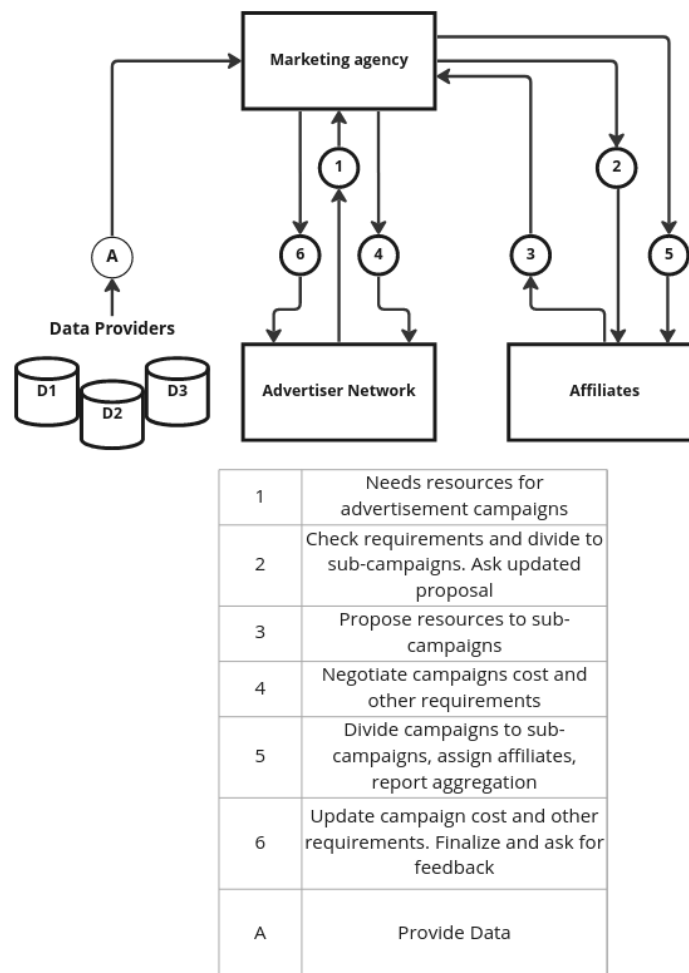 Marketing agency
1
2
A
6
4
3
5
Data Providers
D1
D2
D3
Advertiser Network
Affiliates
1
Needs resources for
advertisement campaigns
2
Check requirements and divide to
sub-campaigns. Ask updated
proposal
3
Propose resources to sub-
campaigns
4
Negotiate campaigns cost and
other requirements
5
Divide campaigns to sub-
campaigns, assign affiliates,
report aggregation
6
Update campaign cost and other
requirements. Finalize and ask for
feedback
A
Provide Data